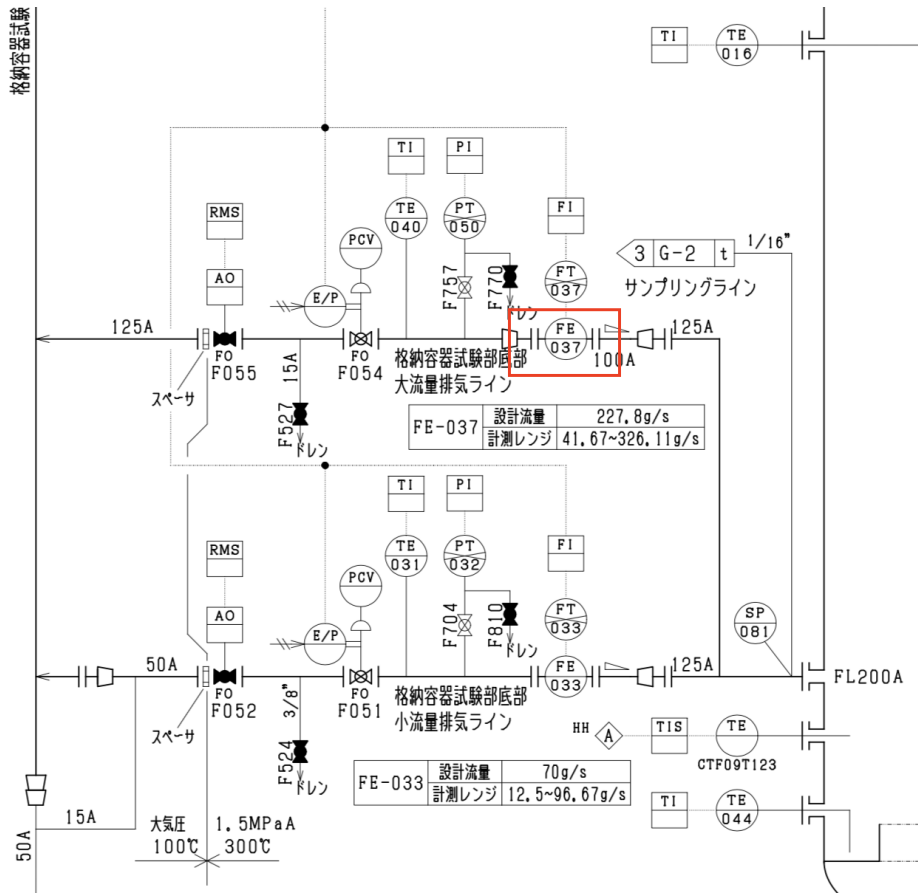 格納容器試験
TI
TE
016
TI
PI
RMS
TE
040
PT
050
FI
PCV
3 G-2 t
1/16"
サンプリングライン
AO
E/P
F757
F770
ドレン
FT
037
125A
FO
F055
15A
FO
F054
格納容器試験部底部
大流量排気ライン
FE
037
100A
125A
スペーサ
F527
ドレン
FE-037
設計流量 227.8g/s
計測レンジ 41.67~326.11g/s
TI
PI
RMS
TE
031
PT
032
FI
PCV
AO
E/P
F704
F810
ドレン
FT
033
SP
081
50A
FO
F052
3/8"
FO
F051
格納容器試験部底部
小流量排気ライン
FE
033
125A
FL200A
スペーサ
F524
ドレン
HH
A
TIS
TE
CTF09T123
FE-033
設計流量 70g/s
計測レンジ 12.5~96.67g/s
TI
TE
044
15A
50A
大気圧 1.5MPaA
100℃ 300℃